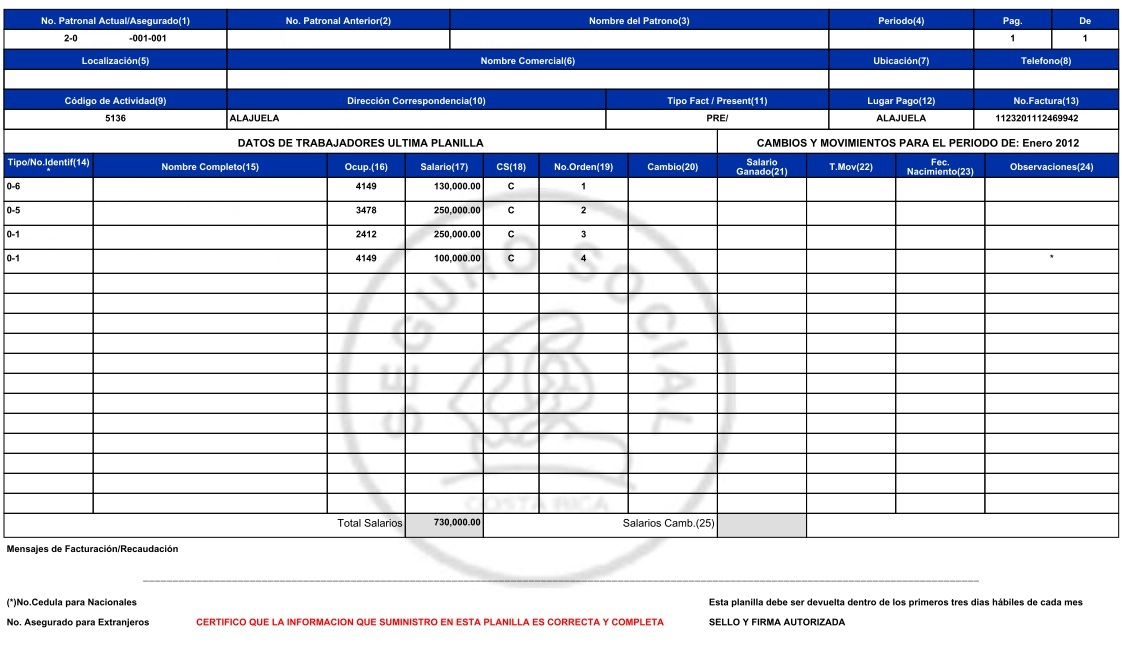 No. Patronal Actual/Asegurado(1) No. Patronal Anterior(2) Nombre del Patrono(3) Periodo(4) Pag. De
2-0 -001-001 1 1
Localización(5) Nombre Comercial(6) Ubicación(7) Telefono(8)
Código de Actividad(9) Dirección Correspondencia(10) Tipo Fact / Present(11) Lugar Pago(12) No.Factura(13)
5136 ALAJUELA PRE/ ALAJUELA 1123201112469942
DATOS DE TRABAJADORES ULTIMA PLANILLA CAMBIOS Y MOVIMIENTOS PARA EL PERIODO DE: Enero 2012
Tipo/No.Identif(14) * Nombre Completo(15) Ocup.(16) Salario(17) CS(18) No.Orden(19) Cambio(20) Salario Ganado(21) T.Mov(22) Fec. Nacimiento(23) Observaciones(24)
0-6 4149 130,000.00 C 1
0-5 3478 250,000.00 C 2
0-1 2412 250,000.00 C 3
0-1 4149 100,000.00 C 4 *
SEGURO SOCIAL
COSTA RICA
Total Salarios 730,000.00 Salarios Camb.(25)
Mensajes de Facturación/Recaudación
(*)No.Cedula para Nacionales Esta planilla debe ser devuelta dentro de los primeros tres dias hábiles de cada mes
No. Asegurado para Extranjeros CERTIFICO QUE LA INFORMACION QUE SUMINISTRO EN ESTA PLANILLA ES CORRECTA Y COMPLETA SELLO Y FIRMA AUTORIZADA